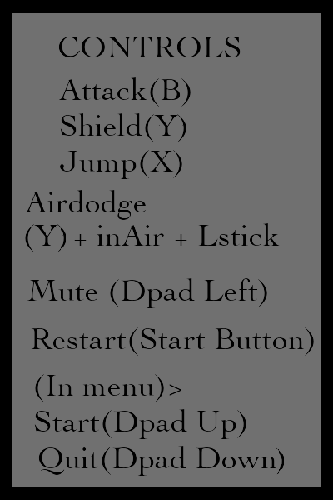 CONTROLS
Attack(B)
Shield(Y)
Jump(X)
Airdodge
(Y)+ inAir + Lstick
Mute (Dpad Left)
Restart(Start Button)
(In menu)>
Start(Dpad Up)
Quit(Dpad Down)